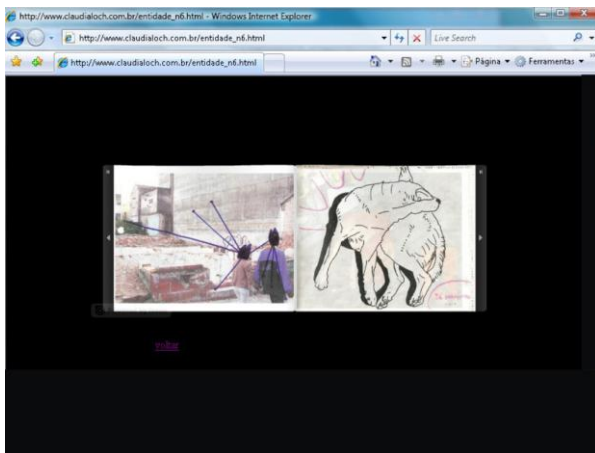 http://www.claudialoch.com.br/entidade_n6.html - Windows Internet Explorer
http://www.claudialoch.com.br/entidade_n6.html
Live Search
http://www.claudialoch.com.br/entidade_n6.html
Página
Ferramentas
voltar